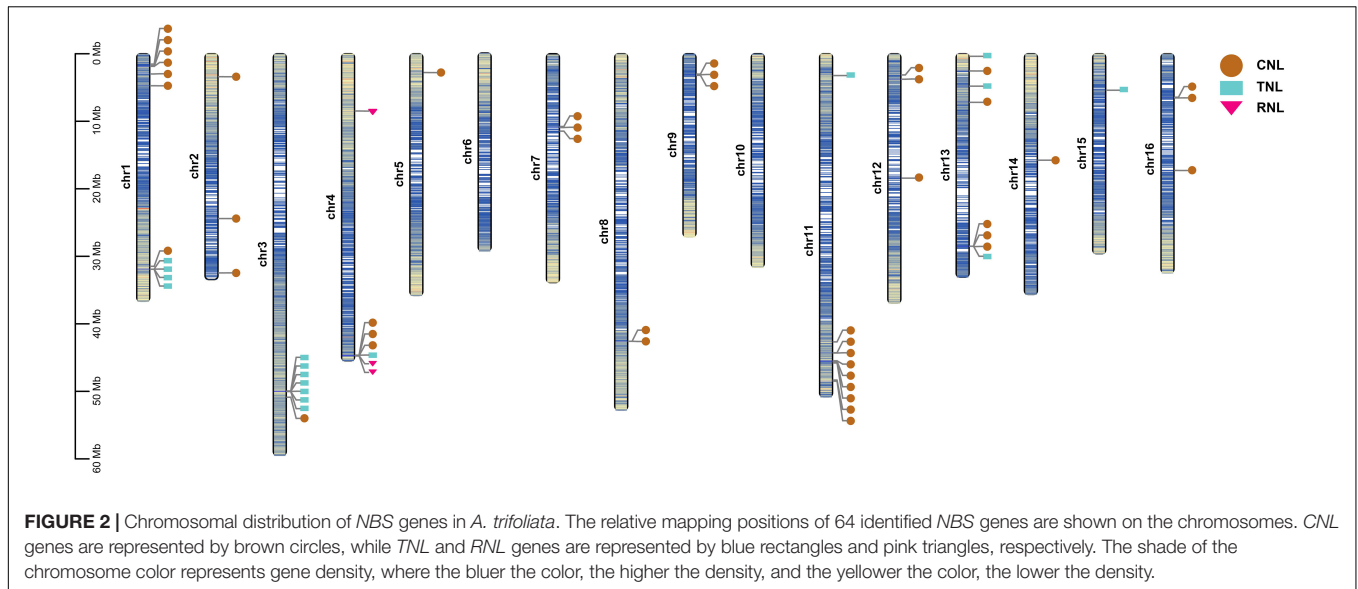 0 Mb
10 Mb
20 Mb
30 Mb
40 Mb
50 Mb
60 Mb
chr1
chr2
chr3
chr4
chr5
chr6
chr7
chr8
chr9
chr10
chr11
chr12
chr13
chr14
chr15
chr16
CNL
TNL
RNL
FIGURE 2 | Chromosomal distribution of NBS genes in A. trifoliata. The relative mapping positions of 64 identified NBS genes are shown on the chromosomes. CNL
genes are represented by brown circles, while TNL and RNL genes are represented by blue rectangles and pink triangles, respectively. The shade of the
chromosome color represents gene density, where the bluer the color, the higher the density, and the yellower the color, the lower the density.